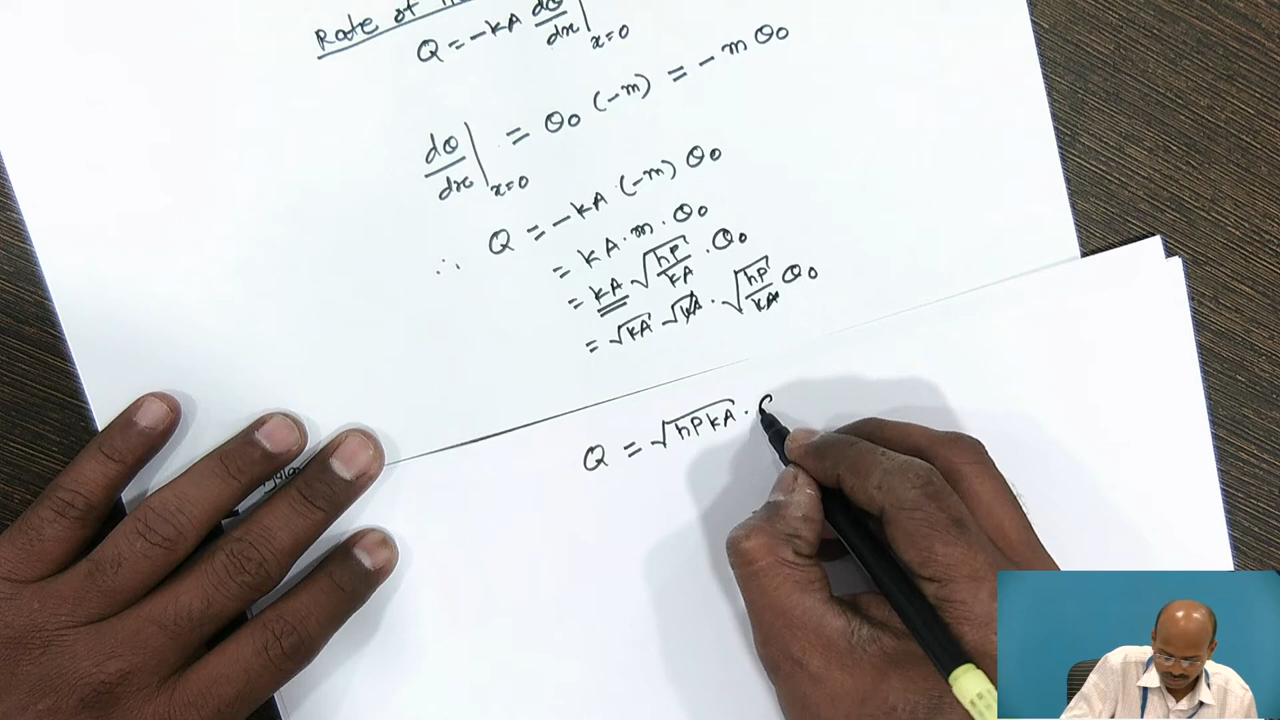 Rate of
Q = -kA dθ/dx |x=0
dθ/dx |x=0 = θ0 (-m) = -m θ0
∴ Q = -kA · (-m) θ0
= kA · m · θ0
= kA √(hP/kA) · θ0
= √kA √kA · √(hP/kA) θ0
Q = √hPkA ·